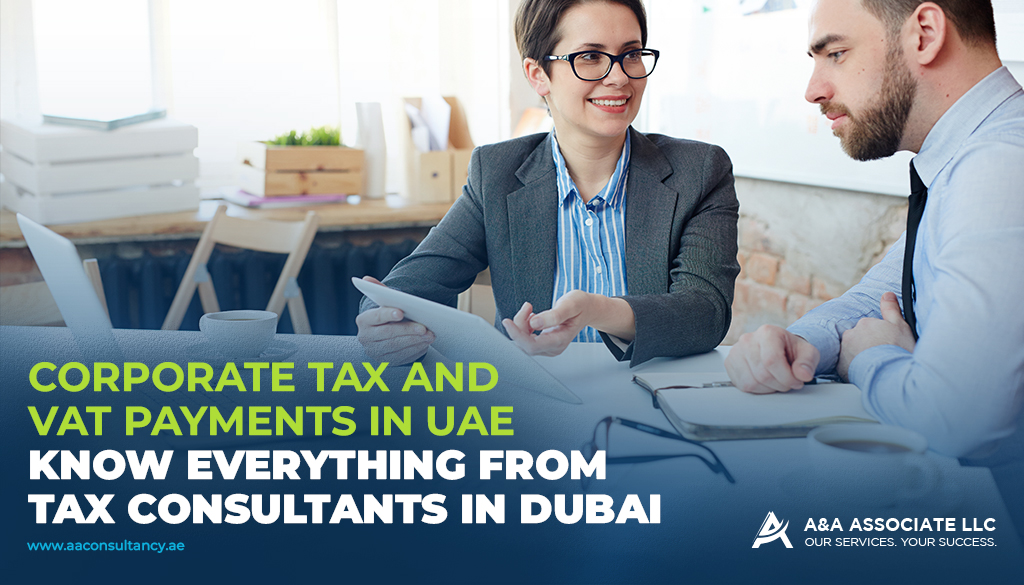 CORPORATE TAX AND
VAT PAYMENTS IN UAE
KNOW EVERYTHING FROM
TAX CONSULTANTS IN DUBAI
www.aaconsultancy.ae
A&A ASSOCIATE LLC
OUR SERVICES. YOUR SUCCESS.